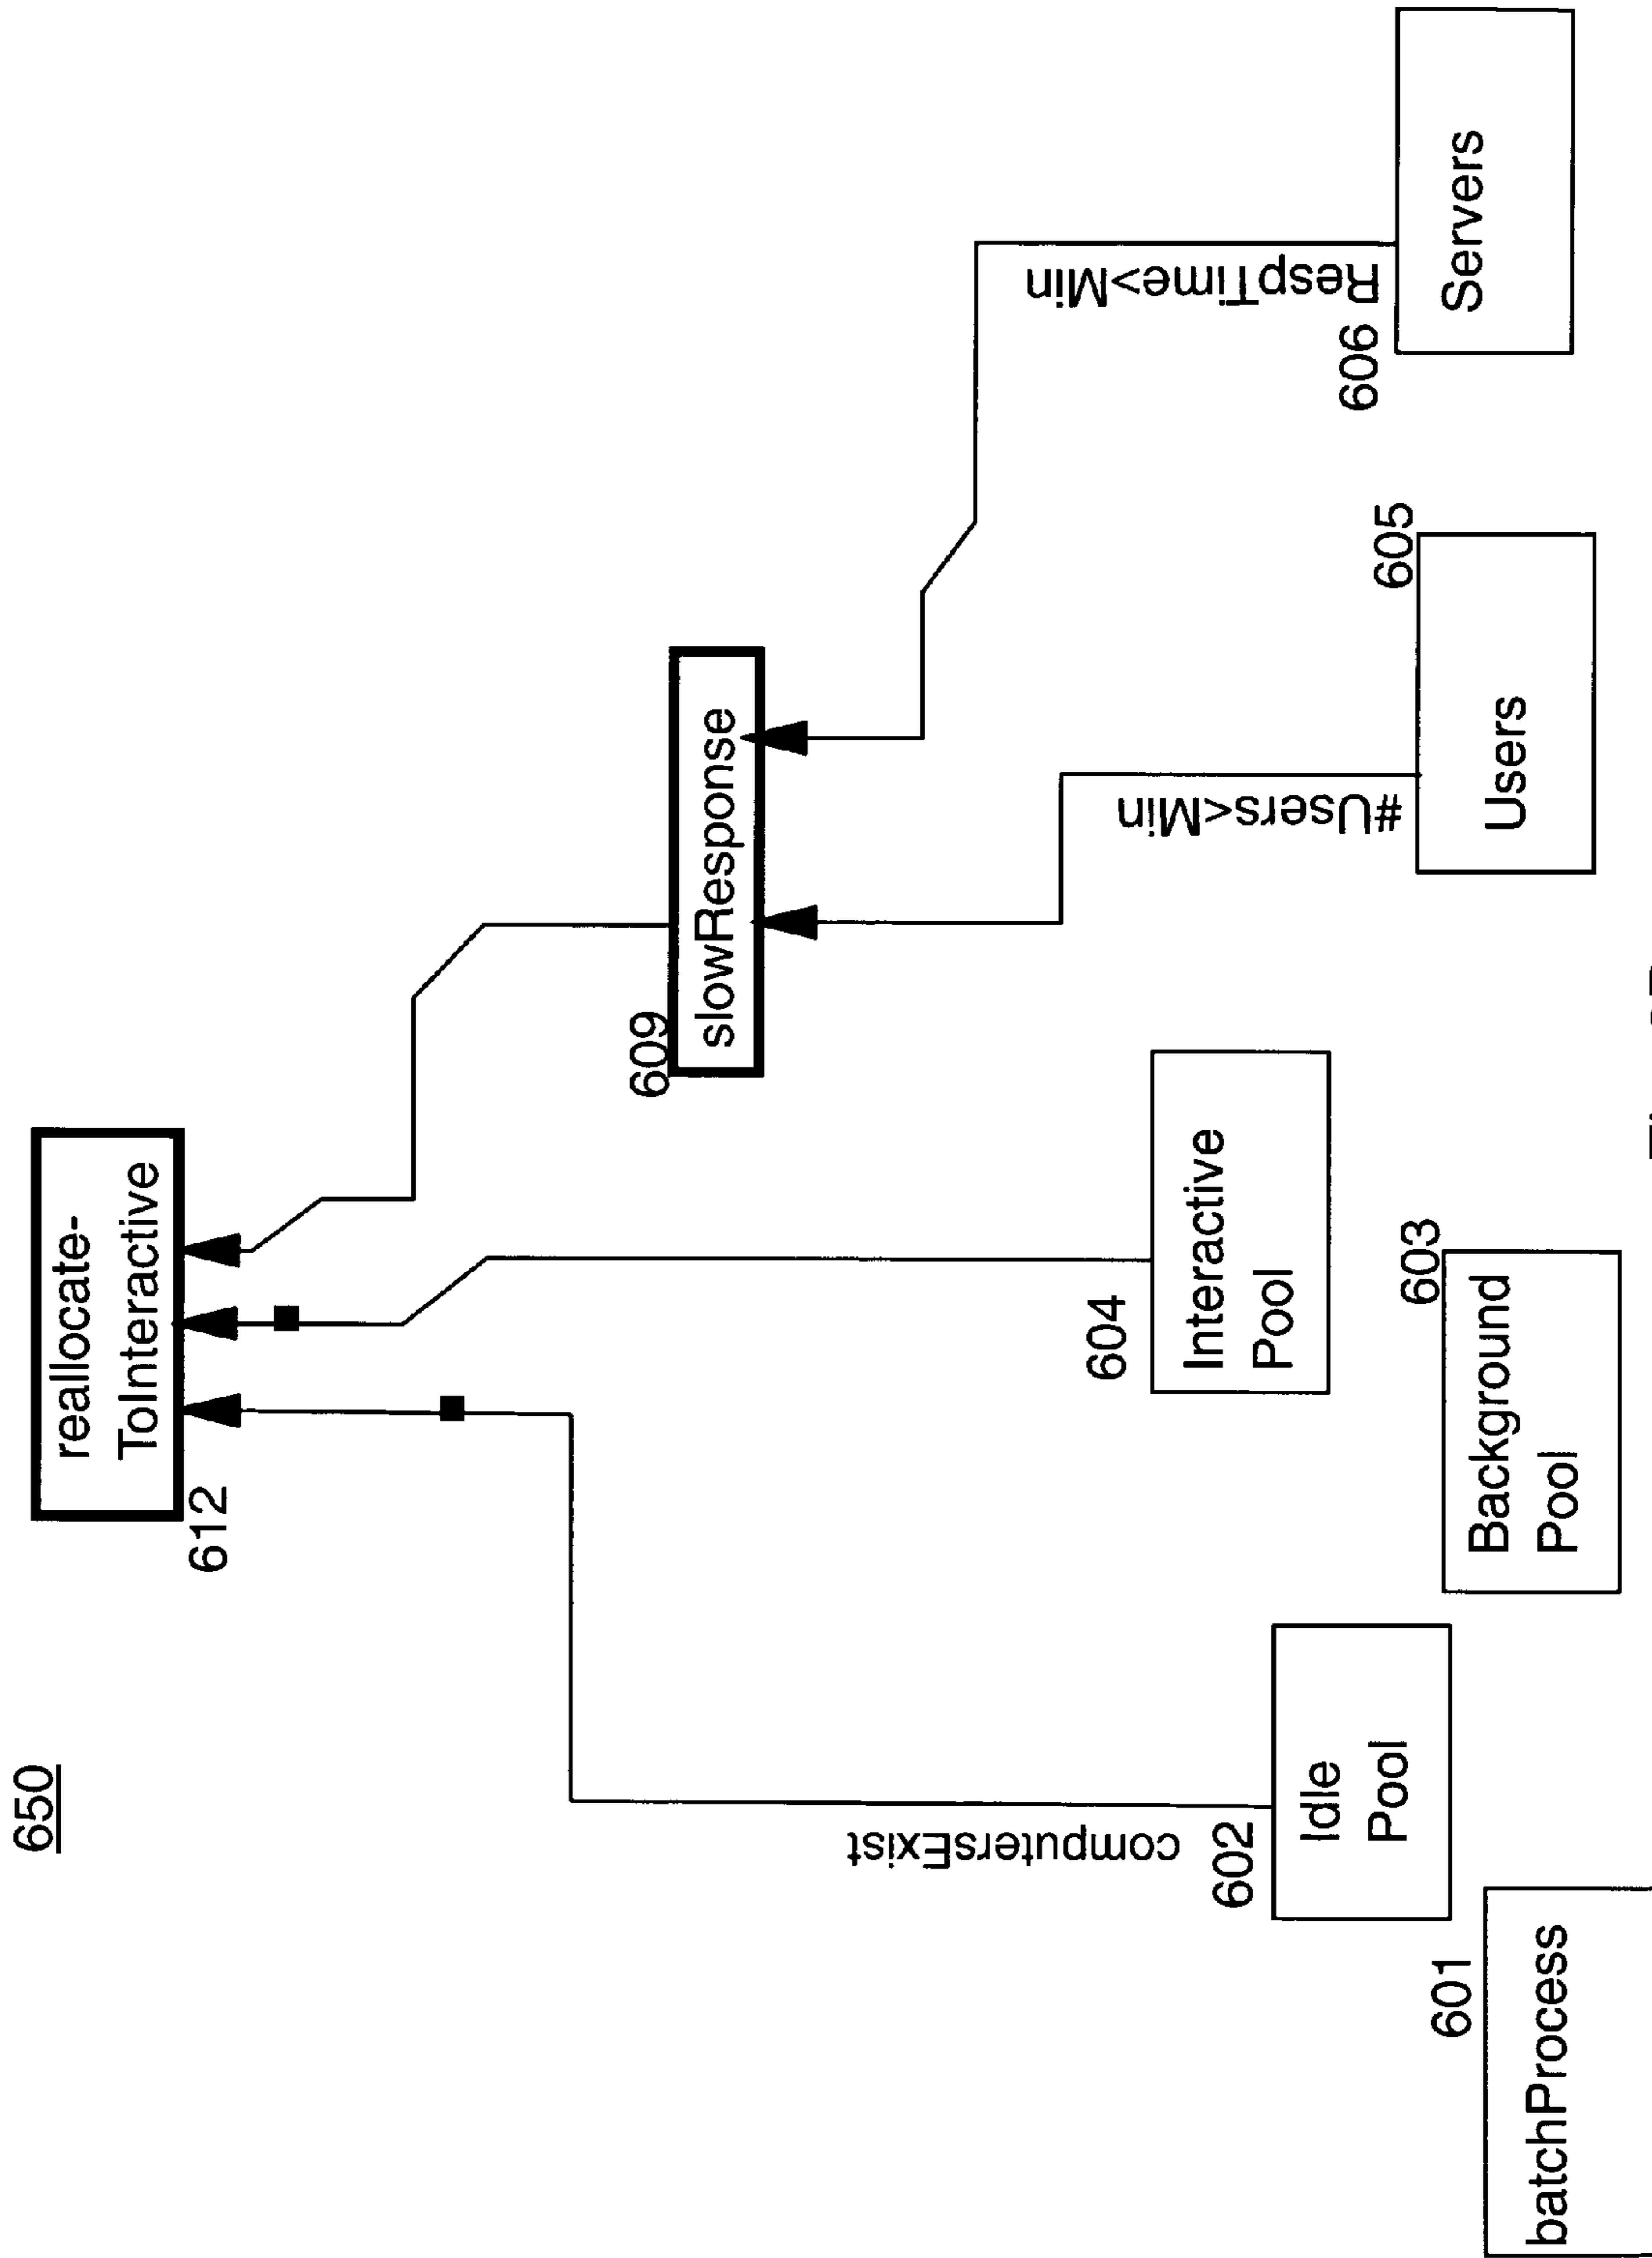 650
reallocate-
ToInteractive
612
609
slowResponse
computersExist
602
Idle
Pool
604
Interactive
Pool
#Users<Min
605
Users
RespTime>Min
606
Servers
601
batchProcess
603
Background
Pool